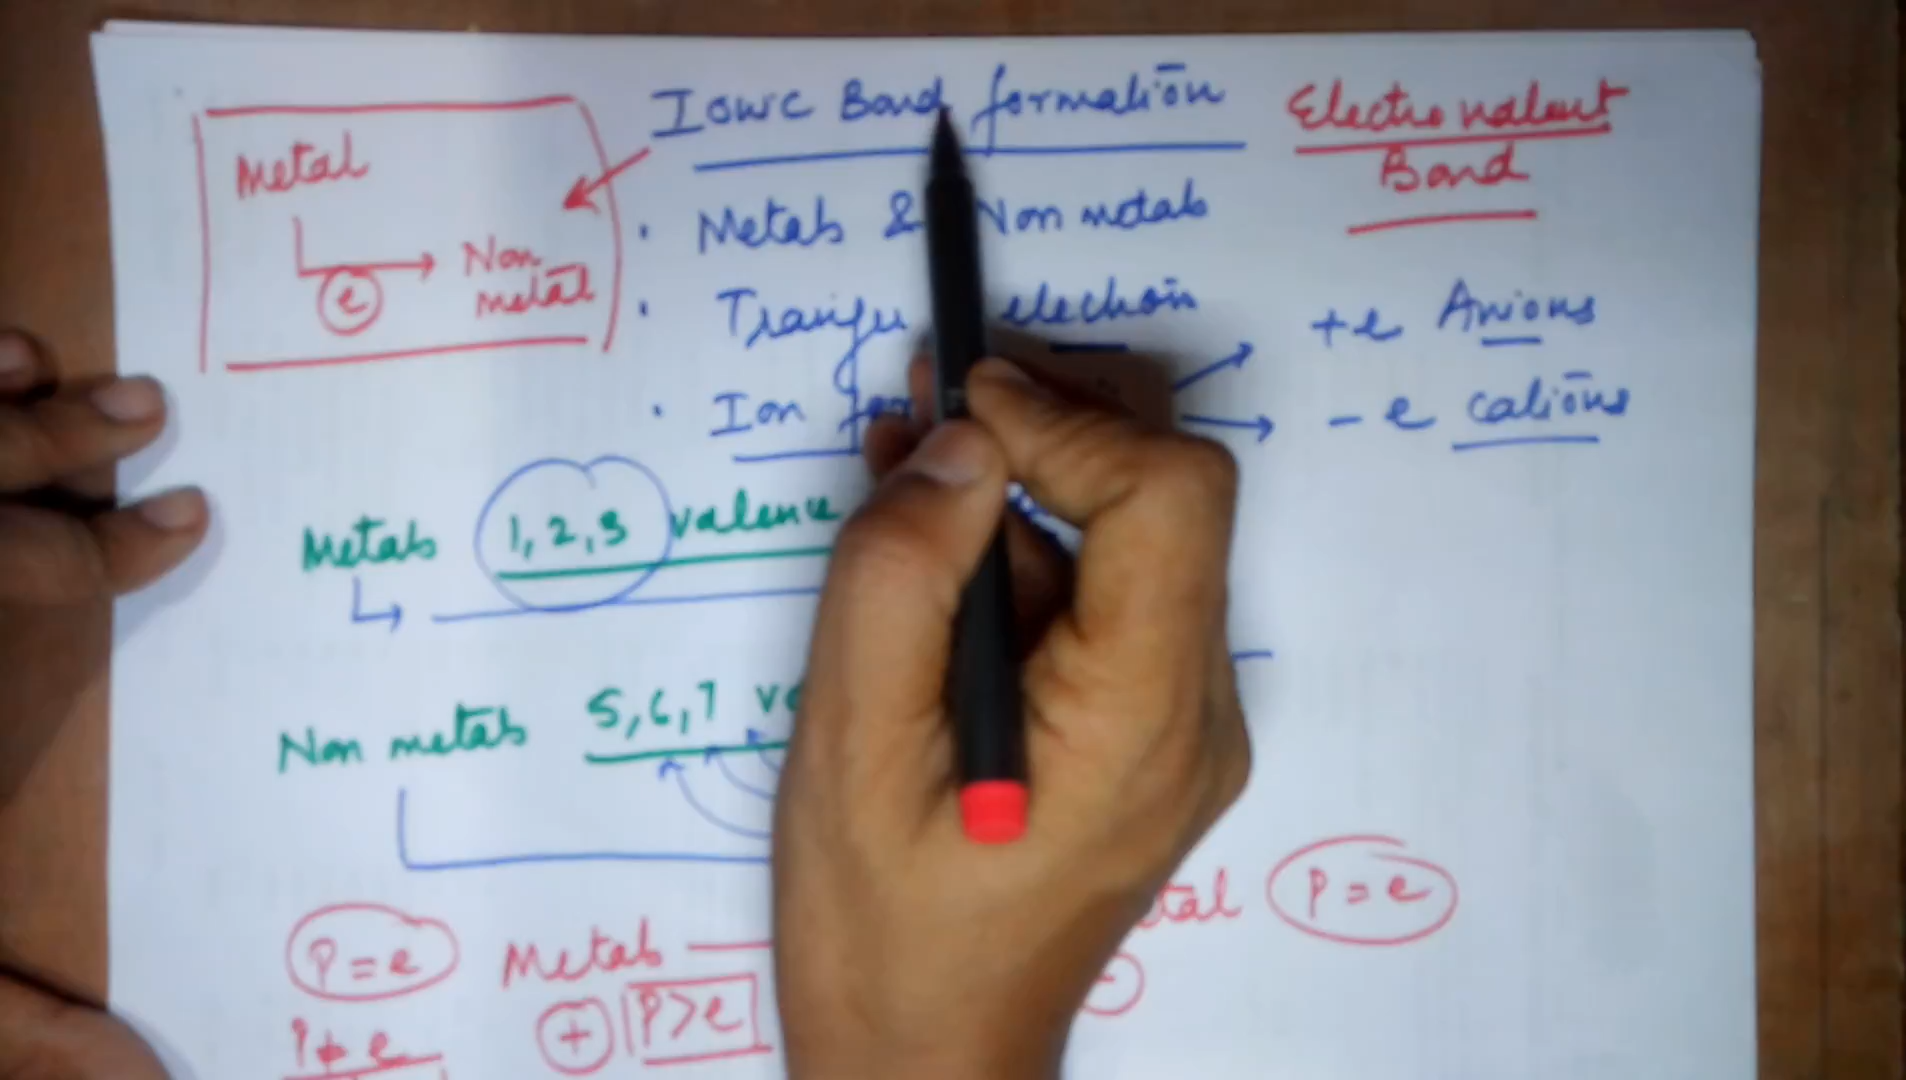 Ionic Bond formation
Electrovalent
Bond
Metal
e
Non
metal
. Metals & Non metals
. Transfer electron
. Ion
+e Anions
- e cations
Metals 1, 2, 3 valence
Non metals 5, 6, 7
P = e
Metals
+ P > e
P ≠ e
P = e